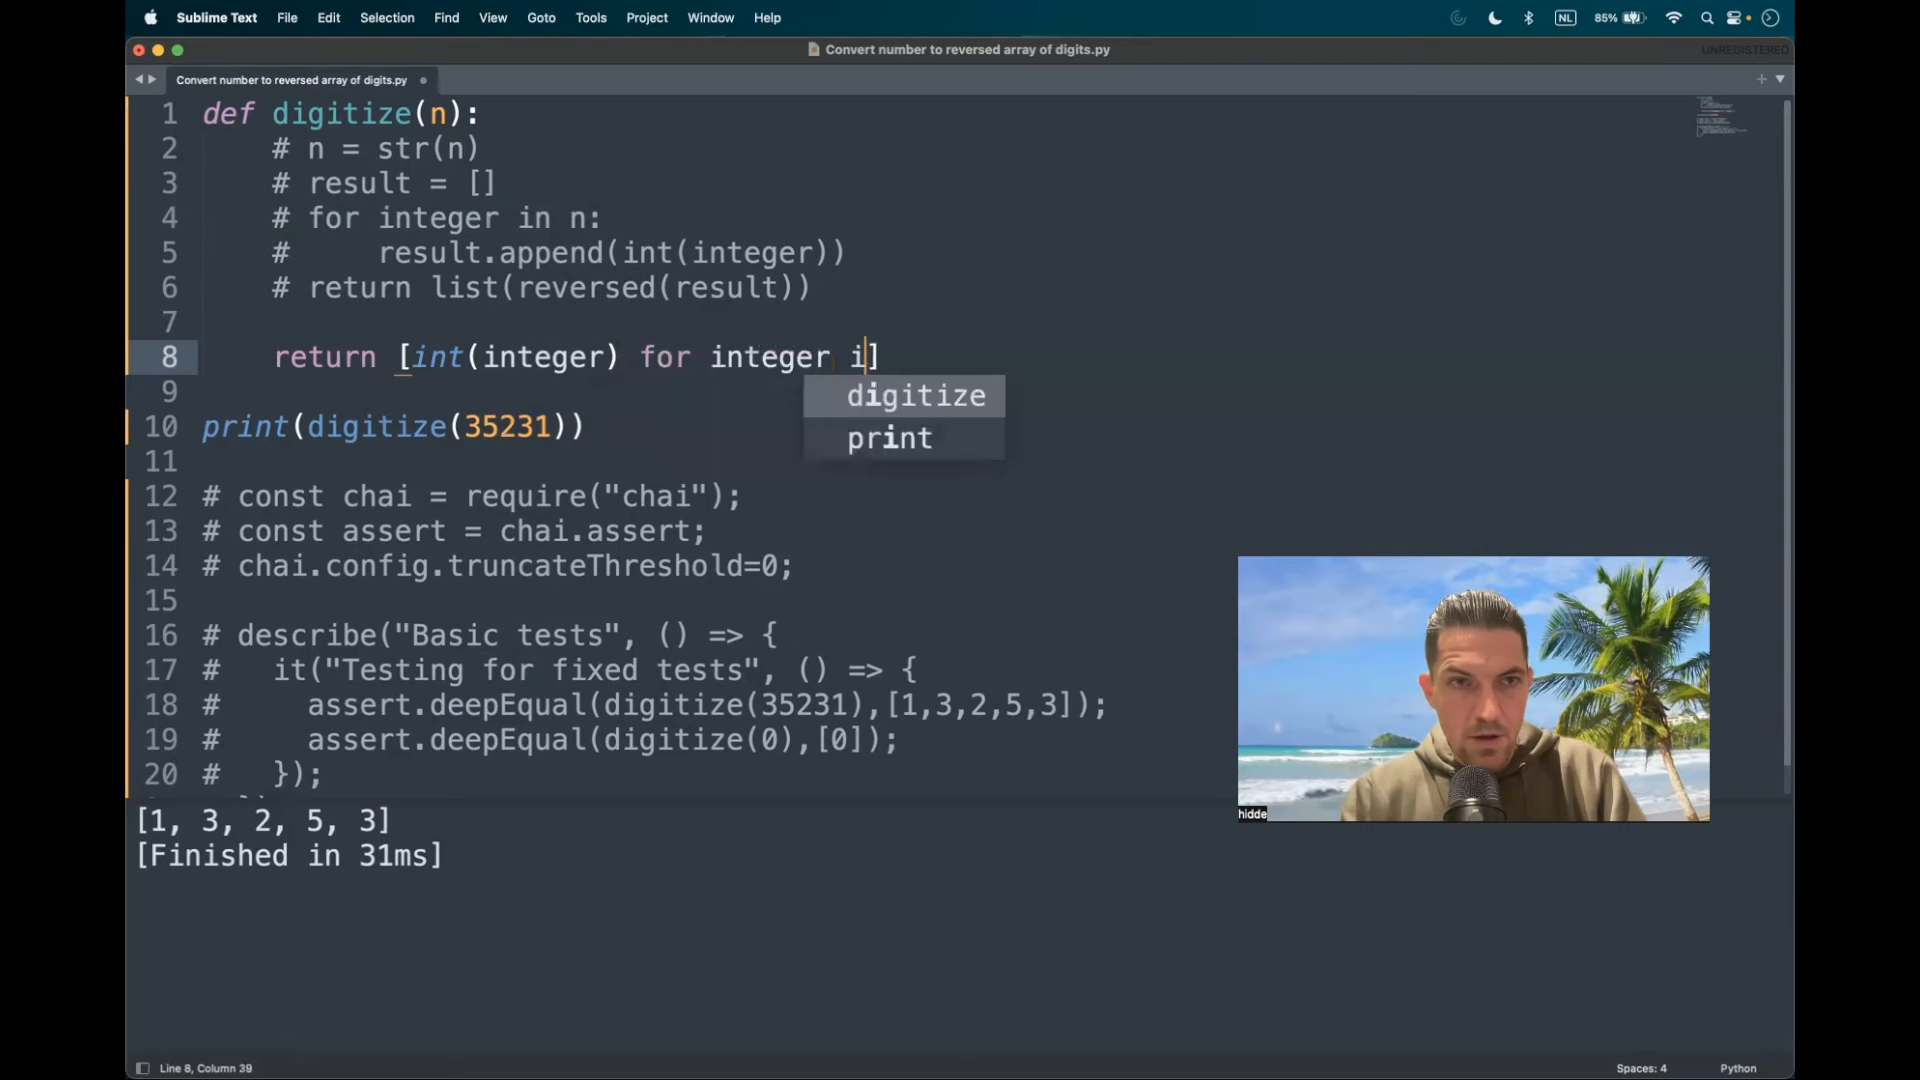 Sublime Text File Edit Selection Find View Goto Tools Project Window Help NL 85%
Convert number to reversed array of digits.py UNREGISTERED
Convert number to reversed array of digits.py
1 def digitize(n):
2 # n = str(n)
3 # result = []
4 # for integer in n:
5 # result.append(int(integer))
6 # return list(reversed(result))
7
8 return [int(integer) for integer i]
9
digitize
print
10 print(digitize(35231))
11
12 # const chai = require("chai");
13 # const assert = chai.assert;
14 # chai.config.truncateThreshold=0;
15
16 # describe("Basic tests", () => {
17 # it("Testing for fixed tests", () => {
18 # assert.deepEqual(digitize(35231),[1,3,2,5,3]);
19 # assert.deepEqual(digitize(0),[0]);
20 # });
[1, 3, 2, 5, 3]
[Finished in 31ms]
hidde
Line 8, Column 39 Spaces: 4 Python